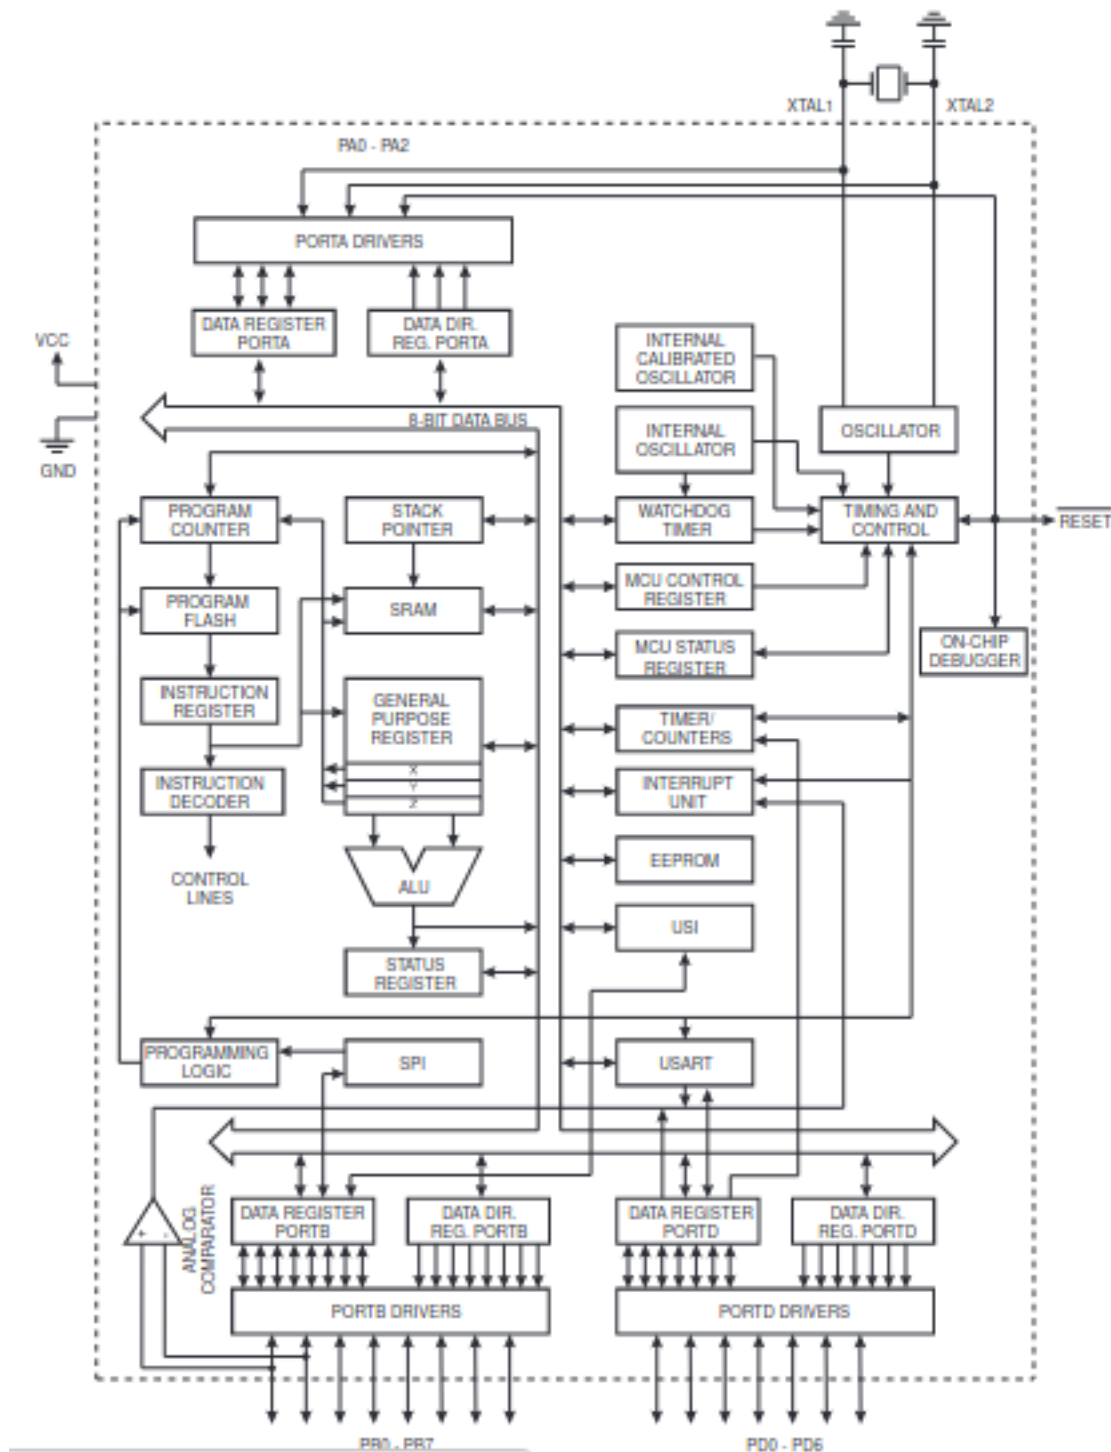 XTAL1
XTAL2
PA0 - PA2
PORTA DRIVERS
DATA REGISTER
PORTA
DATA DIR.
REG. PORTA
VCC
GND
8-BIT DATA BUS
INTERNAL
CALIBRATED
OSCILLATOR
INTERNAL
OSCILLATOR
OSCILLATOR
PROGRAM
COUNTER
STACK
POINTER
WATCHDOG
TIMER
TIMING AND
CONTROL
RESET
PROGRAM
FLASH
SRAM
MCU CONTROL
REGISTER
MCU STATUS
REGISTER
ON-CHIP
DEBUGGER
INSTRUCTION
REGISTER
GENERAL
PURPOSE
REGISTER
X
Y
Z
TIMER/
COUNTERS
INSTRUCTION
DECODER
INTERRUPT
UNIT
CONTROL
LINES
ALU
EEPROM
USI
STATUS
REGISTER
PROGRAMMING
LOGIC
SPI
USART
+
-
ANALOG
COMPARATOR
DATA REGISTER
PORTB
DATA DIR.
REG. PORTB
DATA REGISTER
PORTD
DATA DIR.
REG. PORTD
PORTB DRIVERS
PORTD DRIVERS
PB0 - PB7
PD0 - PD6